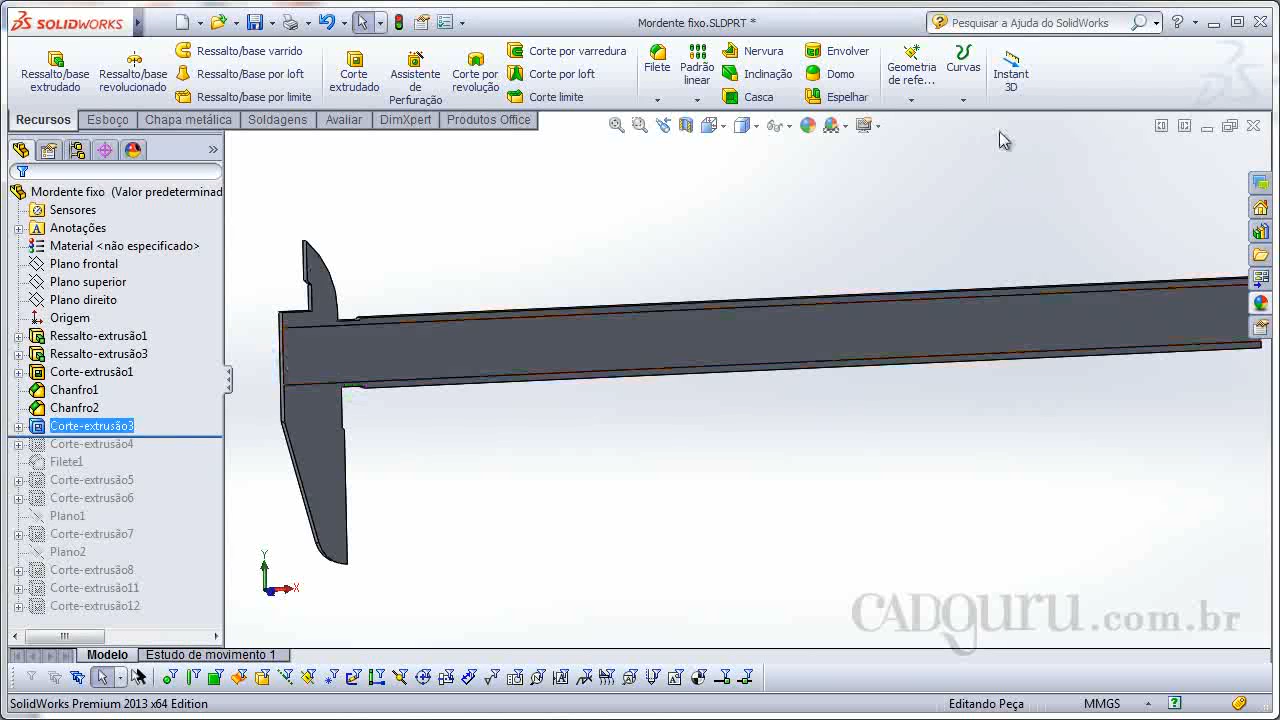 SOLIDWORKS
Mordente fixo.SLDPRT *
Pesquisar a Ajuda do SolidWorks
Ressalto/base extrudado
Ressalto/base revolucionado
Ressalto/base varrido
Ressalto/base por loft
Ressalto/base por limite
Corte extrudado
Assistente de Perfuração
Corte por revolução
Corte por varredura
Corte por loft
Corte limite
Filete
Padrão linear
Nervura
Inclinação
Casca
Envolver
Domo
Espelhar
Geometria de refe...
Curvas
Instant 3D
Recursos
Esboço
Chapa metálica
Soldagens
Avaliar
DimXpert
Produtos Office
Mordente fixo (Valor predeterminad
Sensores
Anotações
Material <não especificado>
Plano frontal
Plano superior
Plano direito
Origem
Ressalto-extrusão1
Ressalto-extrusão3
Corte-extrusão1
Chanfro1
Chanfro2
Corte-extrusão3
Corte-extrusão4
Filete1
Corte-extrusão5
Corte-extrusão6
Plano1
Corte-extrusão7
Plano2
Corte-extrusão8
Corte-extrusão11
Corte-extrusão12
Y
X
CADGURU.com.br
Modelo
Estudo de movimento 1
SolidWorks Premium 2013 x64 Edition
Editando Peça
MMGS